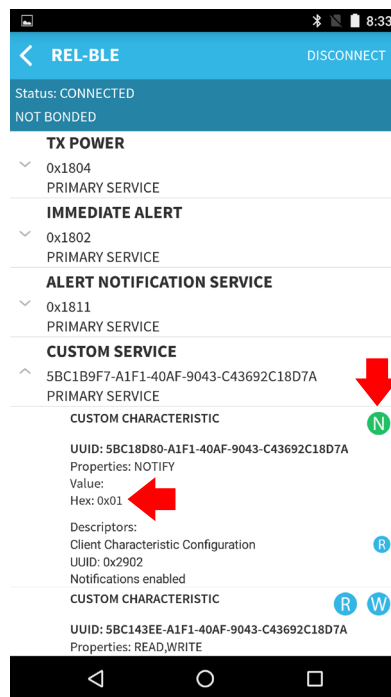 8:33
REL-BLE
DISCONNECT
Status: CONNECTED
NOT BONDED
TX POWER
0x1804
PRIMARY SERVICE
IMMEDIATE ALERT
0x1802
PRIMARY SERVICE
ALERT NOTIFICATION SERVICE
0x1811
PRIMARY SERVICE
CUSTOM SERVICE
5BC1B9F7-A1F1-40AF-9043-C43692C18D7A
PRIMARY SERVICE
CUSTOM CHARACTERISTIC
N
UUID: 5BC18D80-A1F1-40AF-9043-C43692C18D7A
Properties: NOTIFY
Value:
Hex: 0x01
Descriptors:
Client Characteristic Configuration
R
UUID: 0x2902
Notifications enabled
CUSTOM CHARACTERISTIC
R W
UUID: 5BC143EE-A1F1-40AF-9043-C43692C18D7A
Properties: READ,WRITE